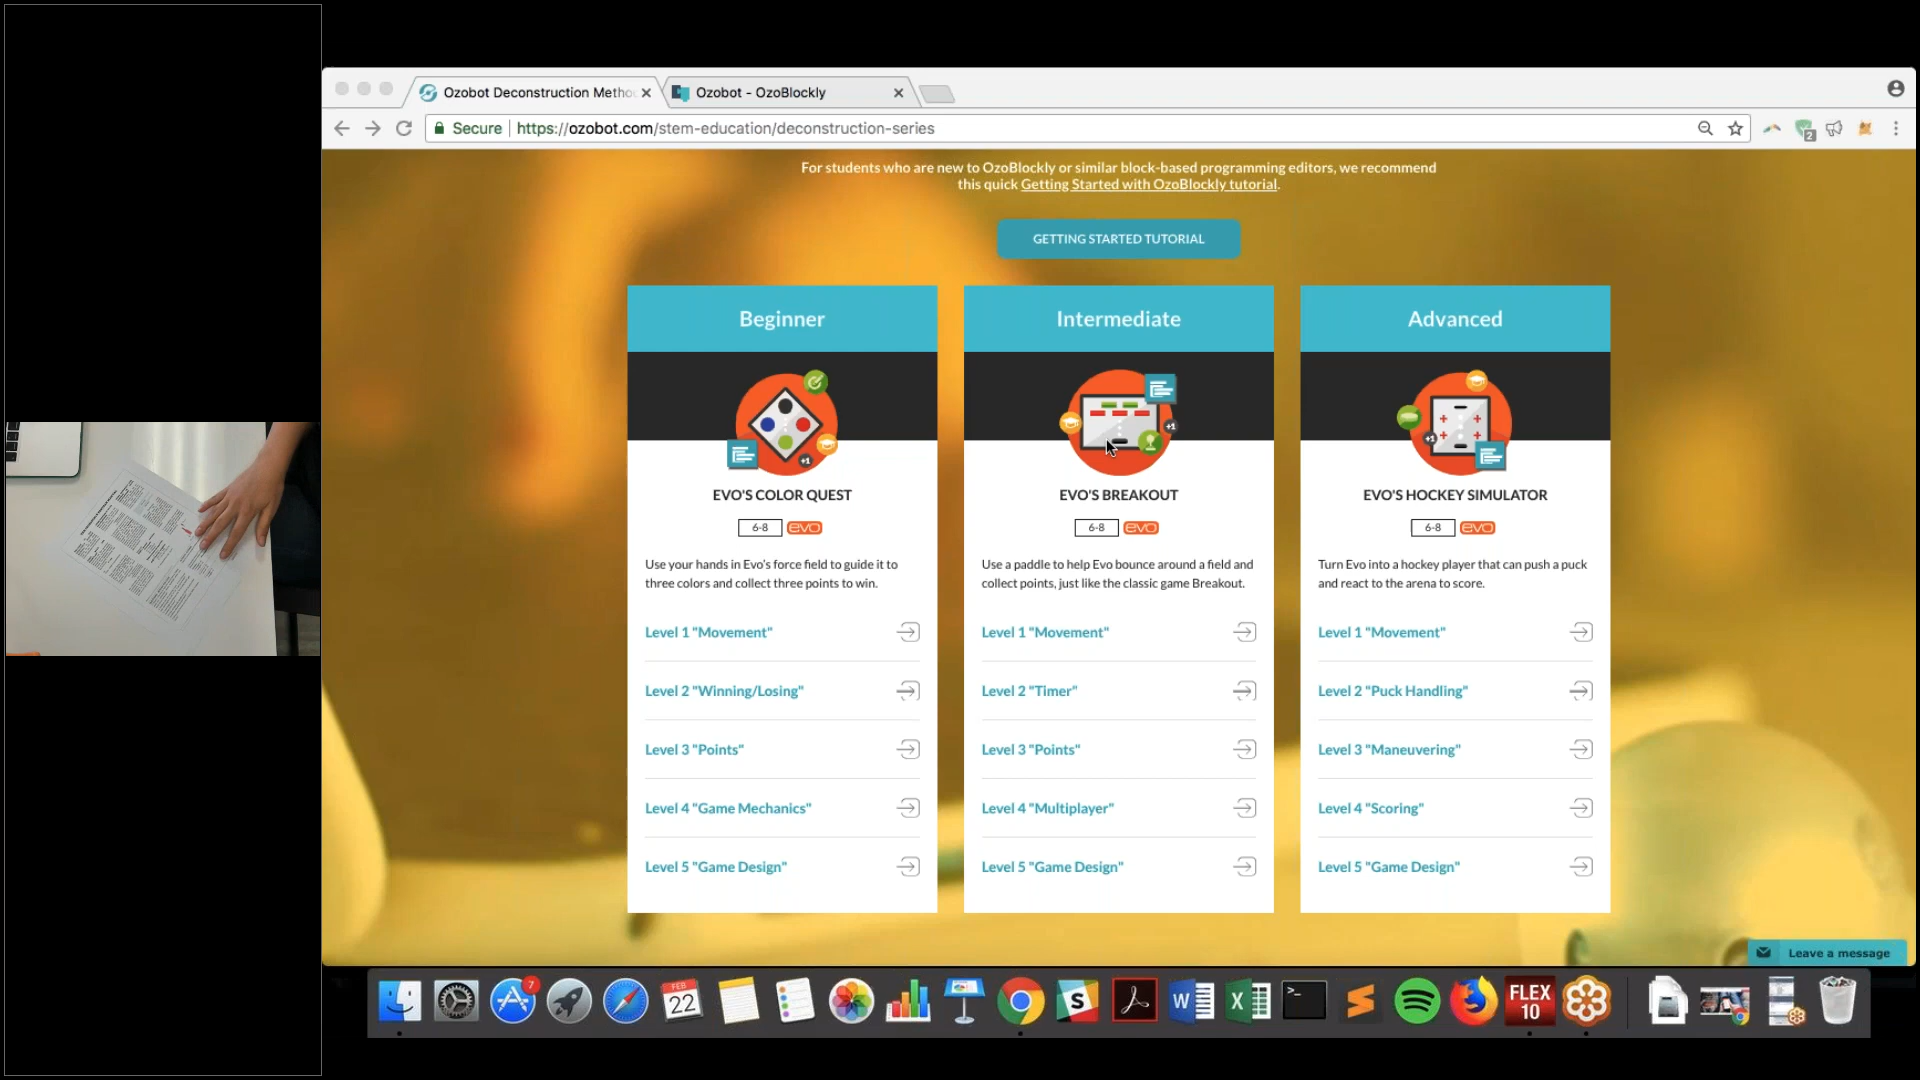 Ozobot Deconstruction Metho
Ozobot - OzoBlockly
Secure
https://ozobot.com/stem-education/deconstruction-series
2
For students who are new to OzoBlockly or similar block-based programming editors, we recommend
this quick Getting Started with OzoBlockly tutorial.
GETTING STARTED TUTORIAL
Beginner
+1
EVO'S COLOR QUEST
6-8 evo
Use your hands in Evo's force field to guide it to
three colors and collect three points to win.
Level 1 "Movement"
Level 2 "Winning/Losing"
Level 3 "Points"
Level 4 "Game Mechanics"
Level 5 "Game Design"
Intermediate
+1
EVO'S BREAKOUT
6-8 evo
Use a paddle to help Evo bounce around a field and
collect points, just like the classic game Breakout.
Level 1 "Movement"
Level 2 "Timer"
Level 3 "Points"
Level 4 "Multiplayer"
Level 5 "Game Design"
Advanced
+1
EVO'S HOCKEY SIMULATOR
6-8 evo
Turn Evo into a hockey player that can push a puck
and react to the arena to score.
Level 1 "Movement"
Level 2 "Puck Handling"
Level 3 "Maneuvering"
Level 4 "Scoring"
Level 5 "Game Design"
Leave a message
7
FEB
22
S
W
X
>_
S
FLEX
10